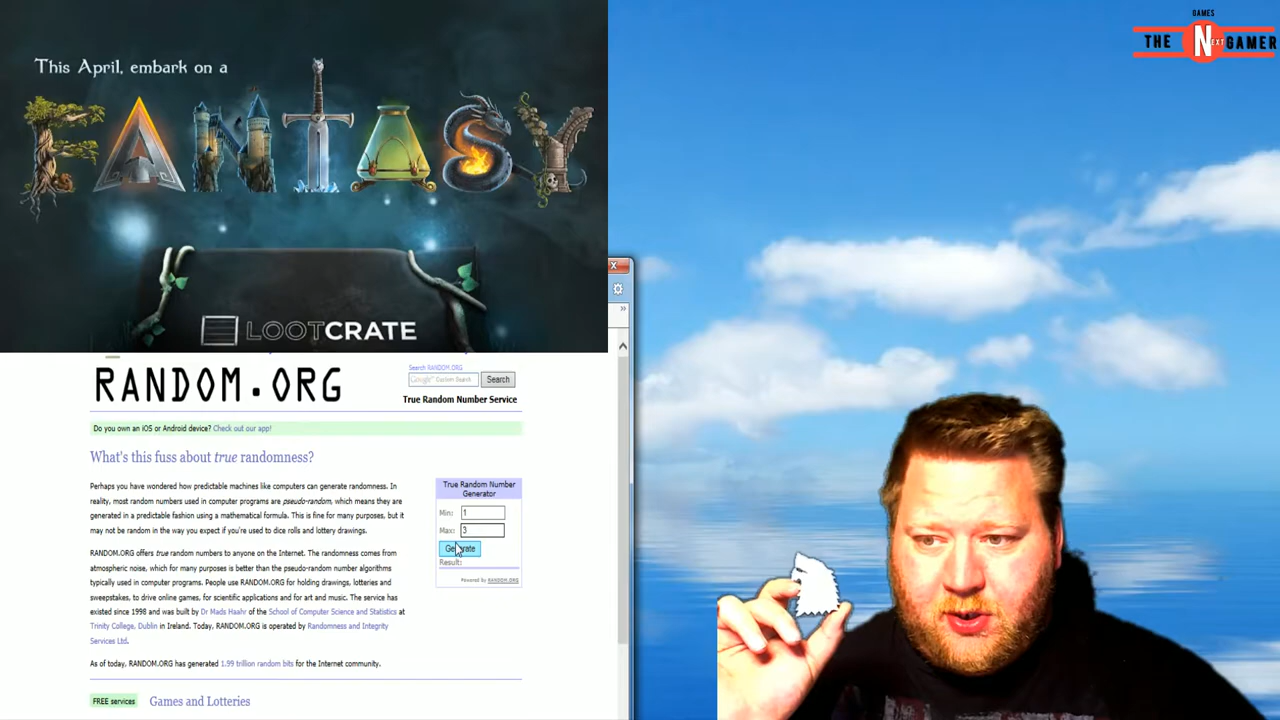 GAMES
THE NEXT GAMER
This April, embark on a
FANTASY
LOOTCRATE
RANDOM.ORG
Search RANDOM.ORG
Google™ Custom Search
Search
True Random Number Service
Do you own an iOS or Android device? Check out our app!
What's this fuss about true randomness?
Perhaps you have wondered how predictable machines like computers can generate randomness. In
reality, most random numbers used in computer programs are pseudo-random, which means they are
generated in a predictable fashion using a mathematical formula. This is fine for many purposes, but it
may not be random in the way you expect if you're used to dice rolls and lottery drawings.
RANDOM.ORG offers true random numbers to anyone on the Internet. The randomness comes from
atmospheric noise, which for many purposes is better than the pseudo-random number algorithms
typically used in computer programs. People use RANDOM.ORG for holding drawings, lotteries and
sweepstakes, to drive online games, for scientific applications and for art and music. The service has
existed since 1998 and was built by Dr Mads Haahr of the School of Computer Science and Statistics at
Trinity College, Dublin in Ireland. Today, RANDOM.ORG is operated by Randomness and Integrity
Services Ltd.
As of today, RANDOM.ORG has generated 1.99 trillion random bits for the Internet community.
True Random Number
Generator
Min: 1
Max: 3
Generate
Result:
Powered by RANDOM.ORG
FREE services
Games and Lotteries